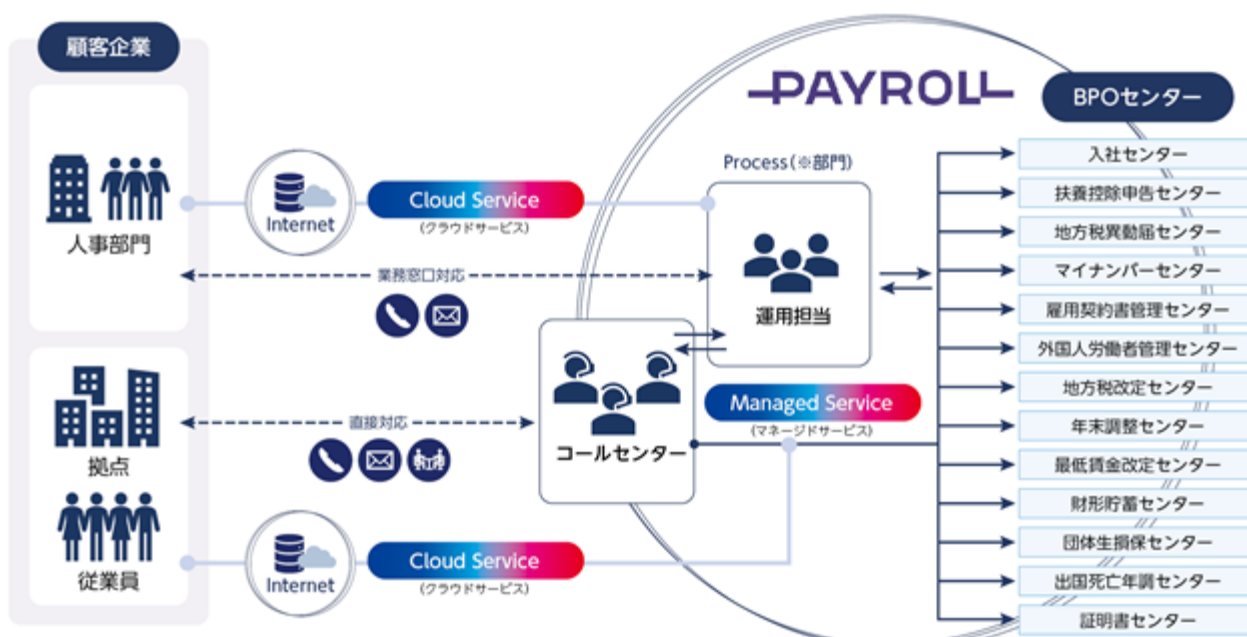 顧客企業
人事部門
拠点
従業員
Internet
Cloud Service
(クラウドサービス)
業務窓口対応
直接対応
Internet
Cloud Service
(クラウドサービス)
PAYROLL
Process(※部門)
運用担当
コールセンター
Managed Service
(マネージドサービス)
BPOセンター
入社センター
扶養控除申告センター
地方税異動届センター
マイナンバーセンター
雇用契約書管理センター
外国人労働者管理センター
地方税改定センター
年末調整センター
最低賃金改定センター
財形貯蓄センター
団体生損保センター
出国死亡年調センター
証明書センター